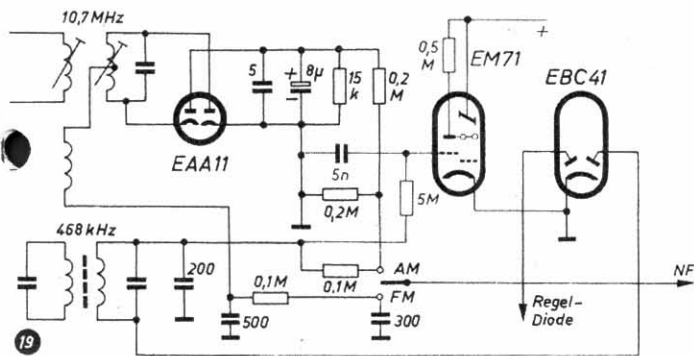 10,7 MHz
0,5
M
EM71
+
EBC41
5
+
8μ
−
15
k
0,2
M
EAA11
5n
0,2M
5M
468 kHz
200
0,1M
0,1M
AM
FM
NF
500
300
Regel-
Diode
19